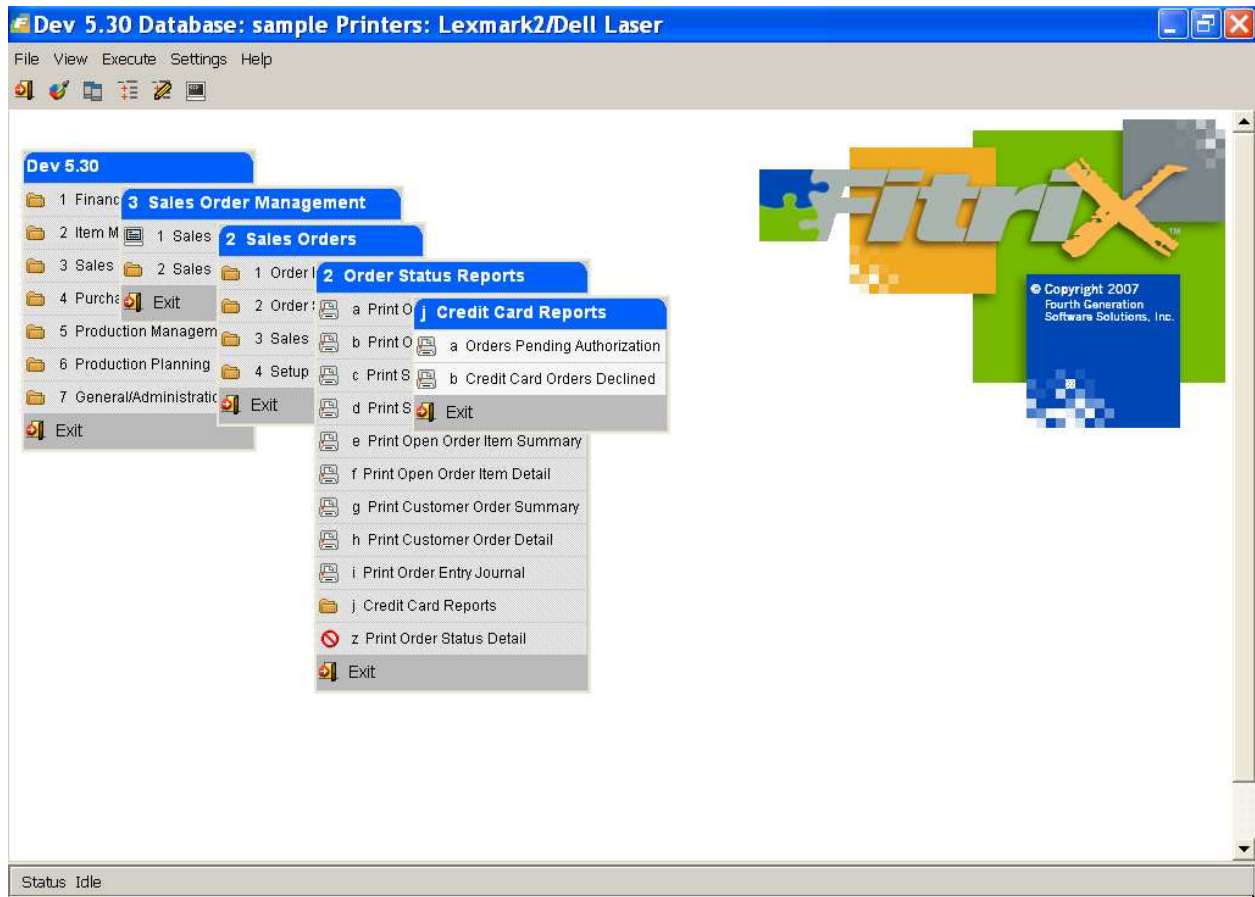 Dev 5.30 Database: sample Printers: Lexmark2/Dell Laser
File View Execute Settings Help
Dev 5.30
1 Financ
2 Item M
3 Sales
4 Purcha
5 Production Managem
6 Production Planning
7 General/Administratic
Exit
3 Sales Order Management
1 Sales
2 Sales
Exit
2 Sales Orders
1 Order I
2 Order S
3 Sales
4 Setup
Exit
2 Order Status Reports
a Print O
b Print O
c Print S
d Print S
e Print Open Order Item Summary
f Print Open Order Item Detail
g Print Customer Order Summary
h Print Customer Order Detail
i Print Order Entry Journal
j Credit Card Reports
z Print Order Status Detail
Exit
j Credit Card Reports
a Orders Pending Authorization
b Credit Card Orders Declined
Exit
FitriX ™
© Copyright 2007
Fourth Generation
Software Solutions, Inc.
Status Idle